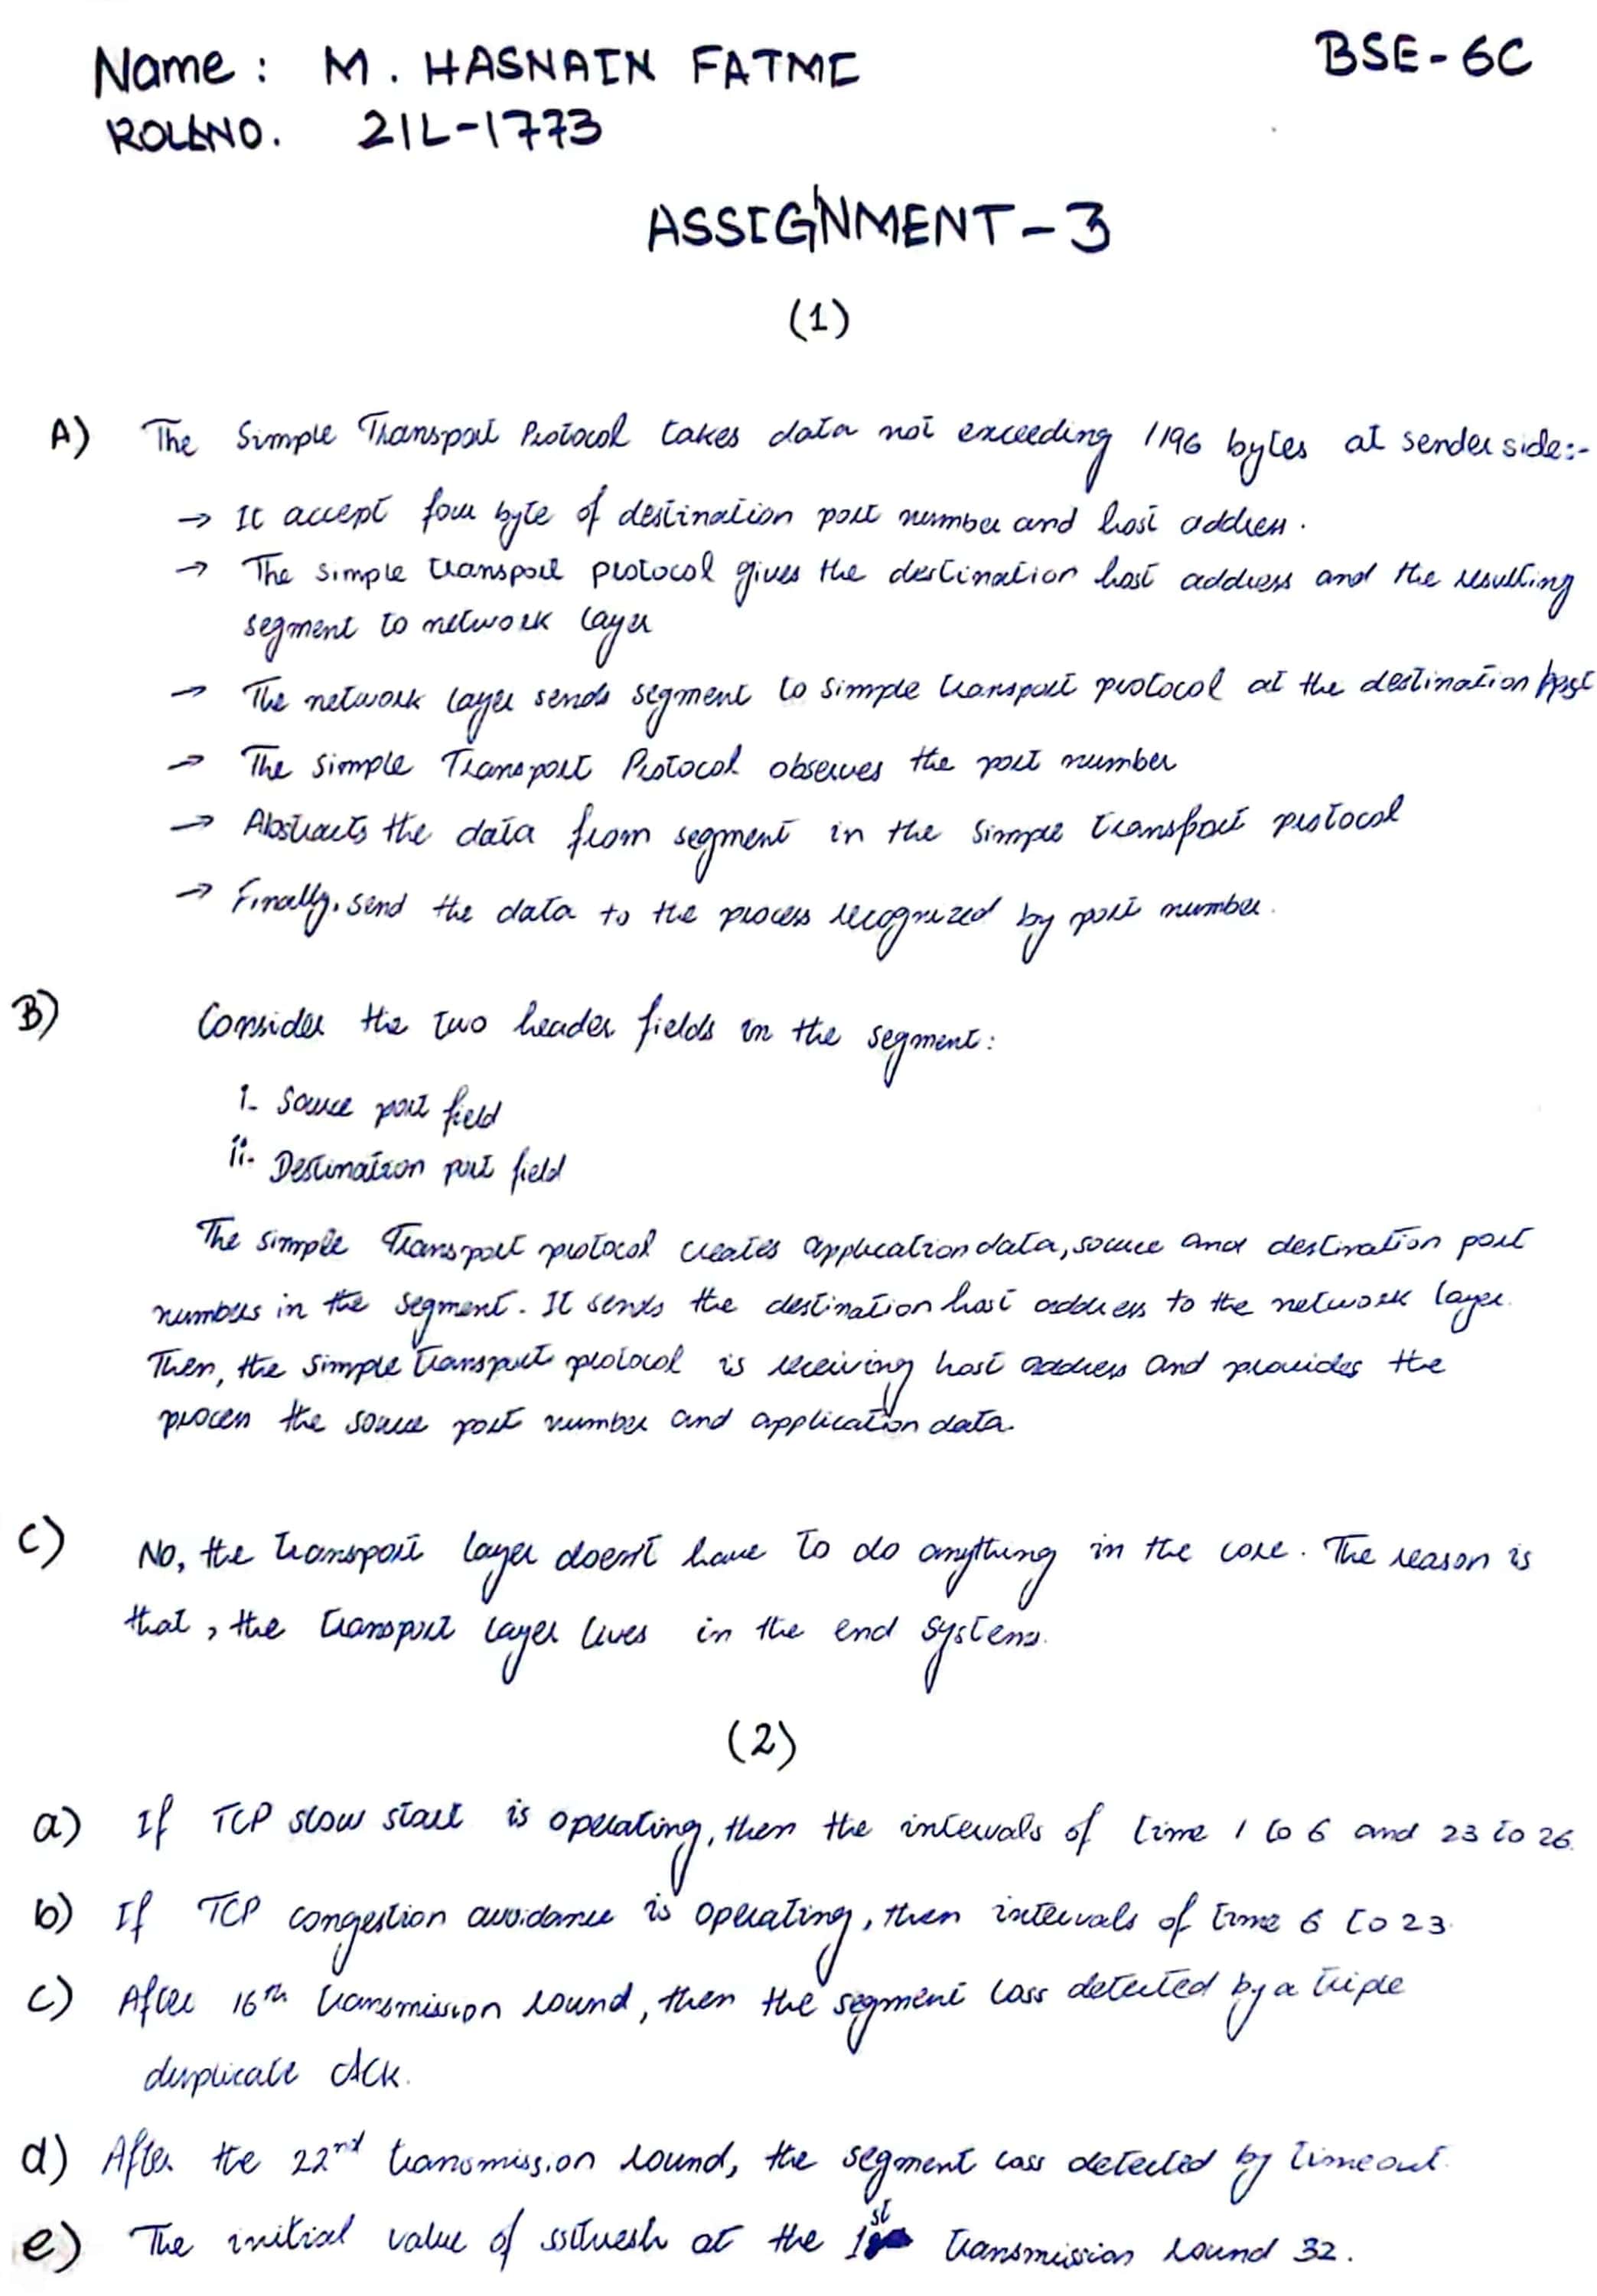 Name : M. HASNAIN FATMI
BSE-6C
ROLLNO. 21L-1773
ASSIGNMENT-3
(1)
A) The Simple Transport Protocol takes data not exceeding 1196 bytes at sender side:-
→ It accept four byte of destination port number and host address.
→ The simple transport protocol gives the destination host address and the resulting
segment to network layer
→ The network layer sends segment to simple transport protocol at the destination host
→ The Simple Transport Protocol observes the port number
→ Abstracts the data from segment in the simple transport protocol
→ Finally, send the data to the process recognized by port number.
B) Consider the two header fields in the segment:
i- Source port field
ii- Destination port field
The simple Transport protocol creates application data, source and destination port
numbers in the segment. It sends the destination host address to the network layer.
Then, the simple transport protocol is receiving host address and provides the
process the source port number and application data.
C) No, the transport layer doesn't have to do anything in the core. The reason is
that, the transport layer lives in the end systems.
(2)
a) If TCP slow start is operating, then the intervals of time 1 to 6 and 23 to 26.
b) If TCP congestion avoidance is operating, then intervals of time 6 to 23.
c) After 16th transmission round, then the segment loss detected by a triple
duplicate ACK.
d) After the 22nd transmission round, the segment loss detected by timeout.
e) The initial value of ssthresh at the 1st transmission round 32.